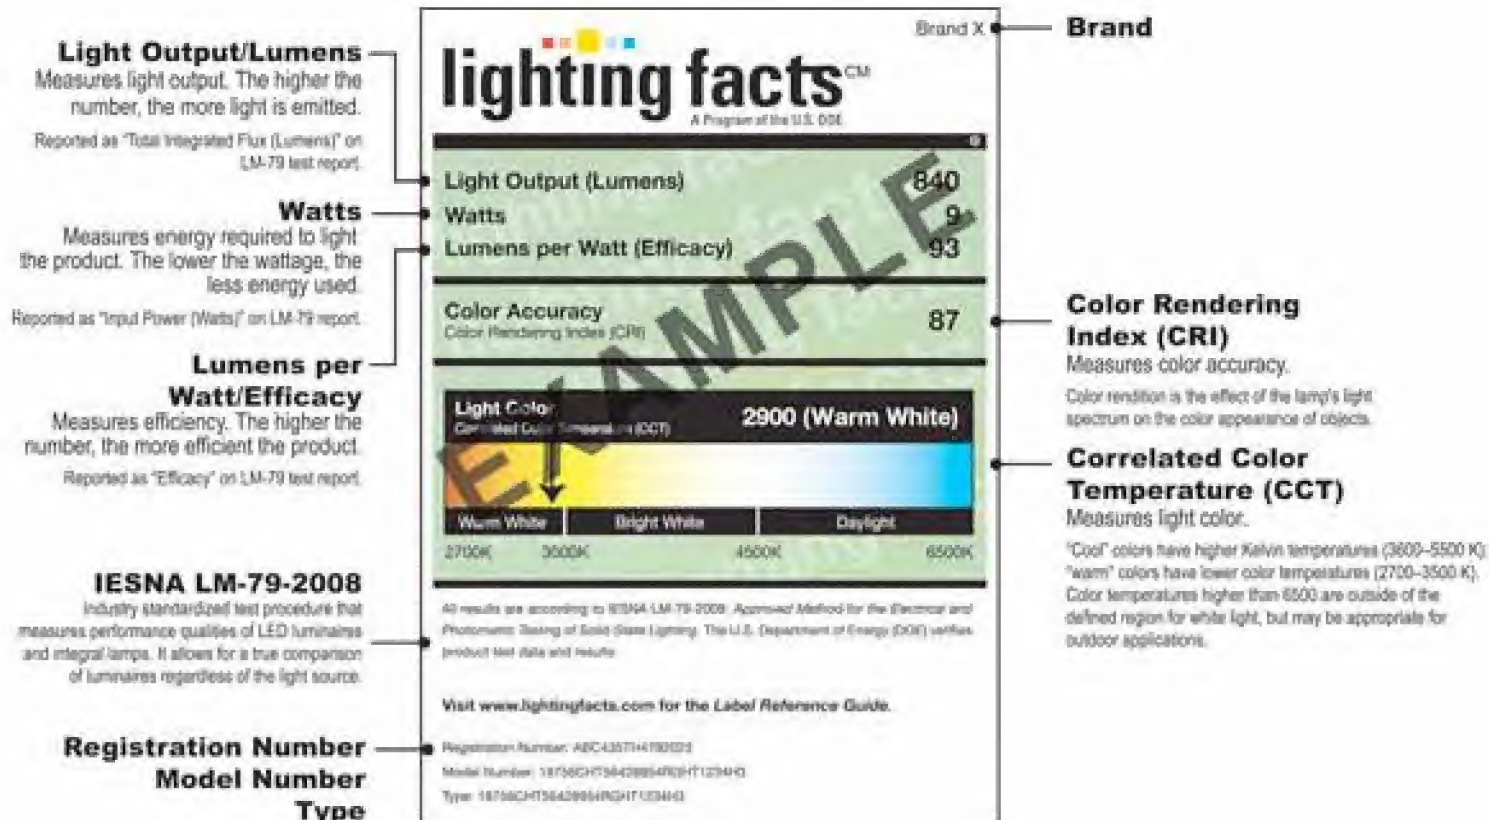 Light Output/Lumens
Measures light output. The higher the
number, the more light is emitted.
Reported as "Total Integrated Flux (Lumens)" on
LM-79 test report.
Watts
Measures energy required to light
the product. The lower the wattage, the
less energy used.
Reported as "Input Power (Watts)" on LM-79 report.
Lumens per
Watt/Efficacy
Measures efficiency. The higher the
number, the more efficient the product.
Reported as "Efficacy" on LM-79 test report.
IESNA LM-79-2008
Industry standardized test procedure that
measures performance qualities of LED luminaires
and integral lamps. It allows for a true comparison
of luminaires regardless of the light source.
Registration Number
Model Number
Type
Brand X
lighting facts CM
A Program of the U.S. DOE
Light Output (Lumens) 840
Watts 9
Lumens per Watt (Efficacy) 93
Color Accuracy
Color Rendering Index (CRI) 87
Light Color
Correlated Color Temperature (CCT)
2900 (Warm White)
Warm White Bright White Daylight
2700K 3000K 4500K 6500K
EXAMPLE
All results are according to IESNA LM-79-2008: Approved Method for the Electrical and
Photometric Testing of Solid-State Lighting. The U.S. Department of Energy (DOE) verifies
product test data and results.
Visit www.lightingfacts.com for the Label Reference Guide.
Registration Number:
Model Number:
Type:
Brand
Color Rendering
Index (CRI)
Measures color accuracy.
Color rendition is the effect of the lamp's light
spectrum on the color appearance of objects.
Correlated Color
Temperature (CCT)
Measures light color.
"Cool" colors have higher Kelvin temperatures (3600–5500 K);
"warm" colors have lower color temperatures (2700–3500 K).
Color temperatures higher than 6500 are outside of the
defined region for white light, but may be appropriate for
outdoor applications.